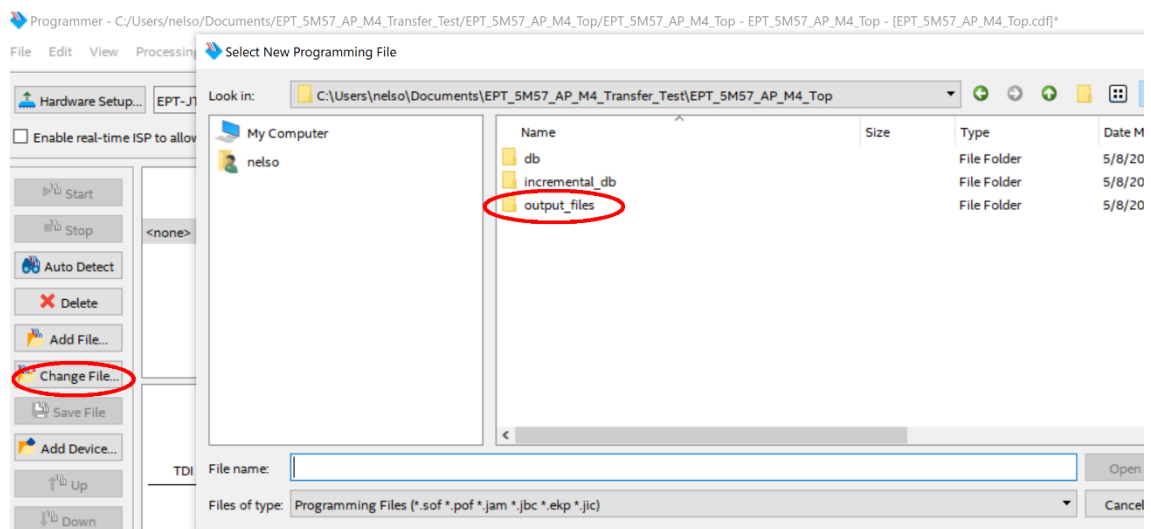 Programmer - C:/Users/nelso/Documents/EPT_5M57_AP_M4_Transfer_Test/EPT_5M57_AP_M4_Top/EPT_5M57_AP_M4_Top - EPT_5M57_AP_M4_Top - [EPT_5M57_AP_M4_Top.cdf]*
File Edit View Processing
Select New Programming File
Hardware Setup...
EPT-JT
Look in:
C:\Users\nelso\Documents\EPT_5M57_AP_M4_Transfer_Test\EPT_5M57_AP_M4_Top
Enable real-time ISP to allow
My Computer
nelso
Name Size Type Date M
db File Folder 5/8/20
incremental_db File Folder 5/8/20
output_files File Folder 5/8/20
Start
Stop
<none>
Auto Detect
Delete
Add File...
Change File...
Save File
Add Device...
Up
Down
TDI
File name:
Open
Files of type: Programming Files (*.sof *.pof *.jam *.jbc *.ekp *.jic)
Cancel